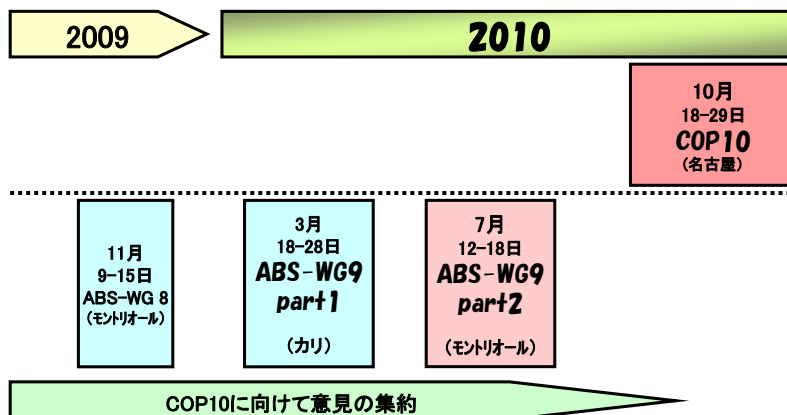 2009
2010
10月
18-29日
COP10
(名古屋)
11月
9-15日
ABS-WG 8
(モントリオール)
3月
18-28日
ABS-WG9
part1
(カリ)
7月
12-18日
ABS-WG9
part2
(モントリオール)
COP10に向けて意見の集約